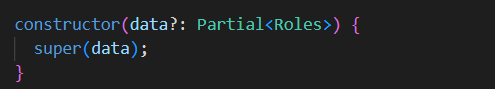 constructor(data?: Partial<Roles>) {
  super(data);
}